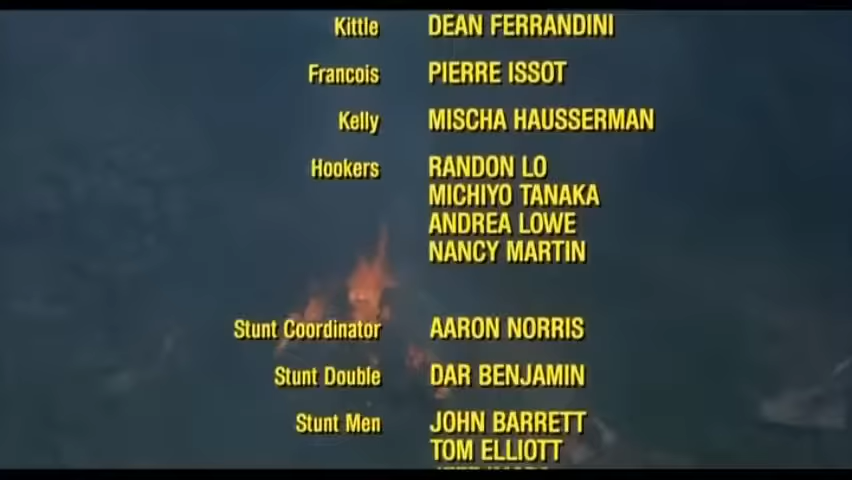 Kittle DEAN FERRANDINI
Francois PIERRE ISSOT
Kelly MISCHA HAUSSERMAN
Hookers RANDON LO
MICHIYO TANAKA
ANDREA LOWE
NANCY MARTIN
Stunt Coordinator AARON NORRIS
Stunt Double DAR BENJAMIN
Stunt Men JOHN BARRETT
TOM ELLIOTT